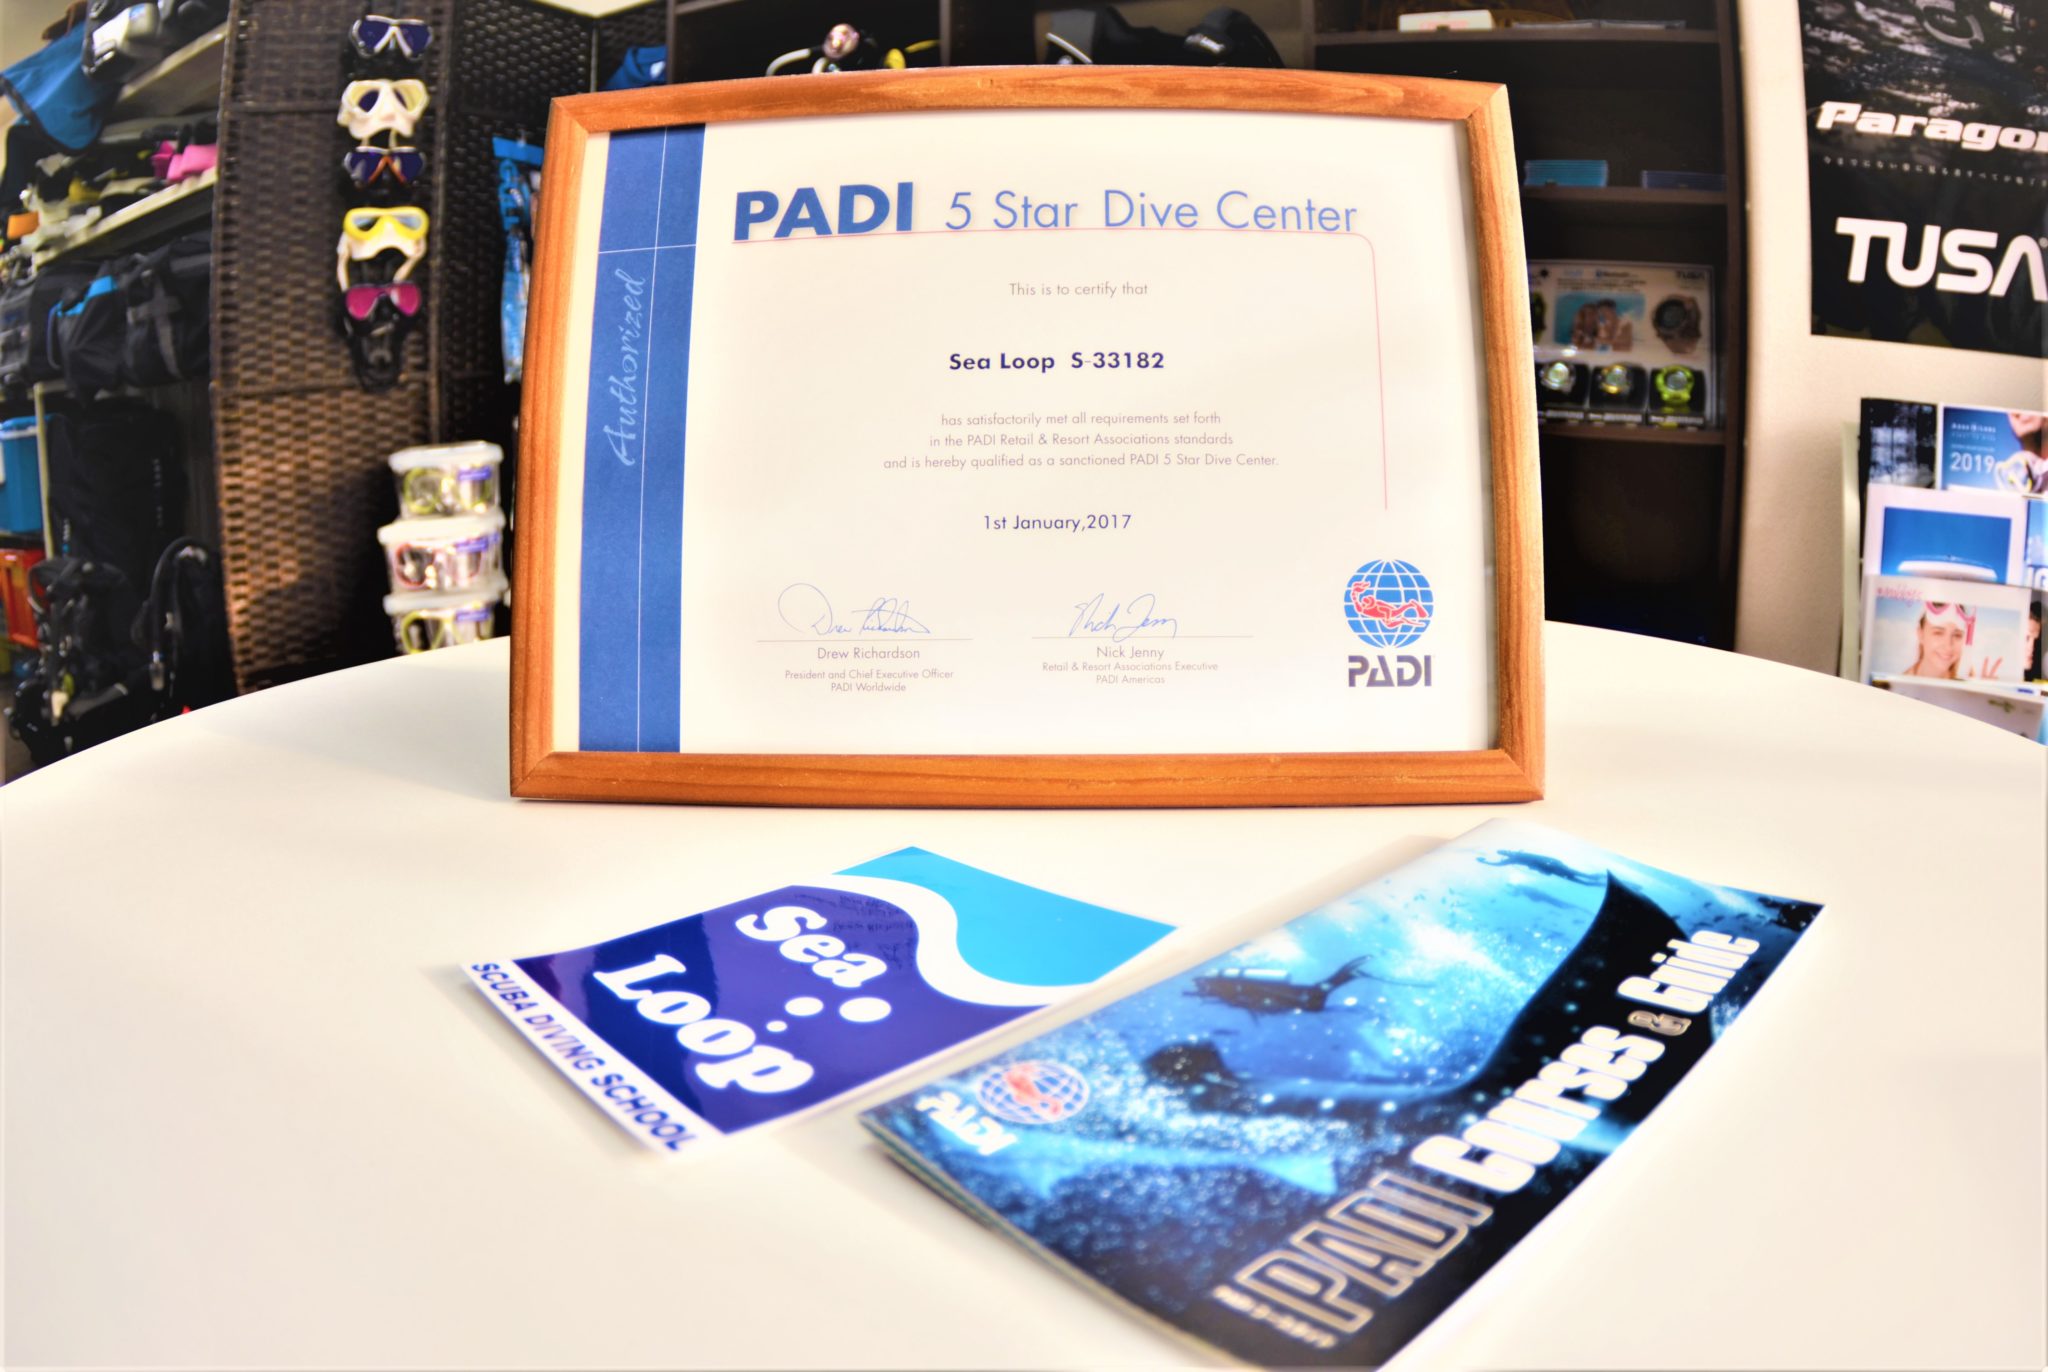 Paragon
TUSA
PADI 5 Star Dive Center
Authorized
This is to certify that
Sea Loop S-33182
has satisfactorily met all requirements set forth
in the PADI Retail & Resort Associations standards
and is hereby qualified as a sanctioned PADI 5 Star Dive Center.
1st January,2017
Drew Richardson
President and Chief Executive Officer
PADI Worldwide
Nick Jenny
Retail & Resort Associations Executive
PADI Americas
PADI
2019
Sea
Loop
SCUBA DIVING SCHOOL
PADI
PADI Courses & Guide